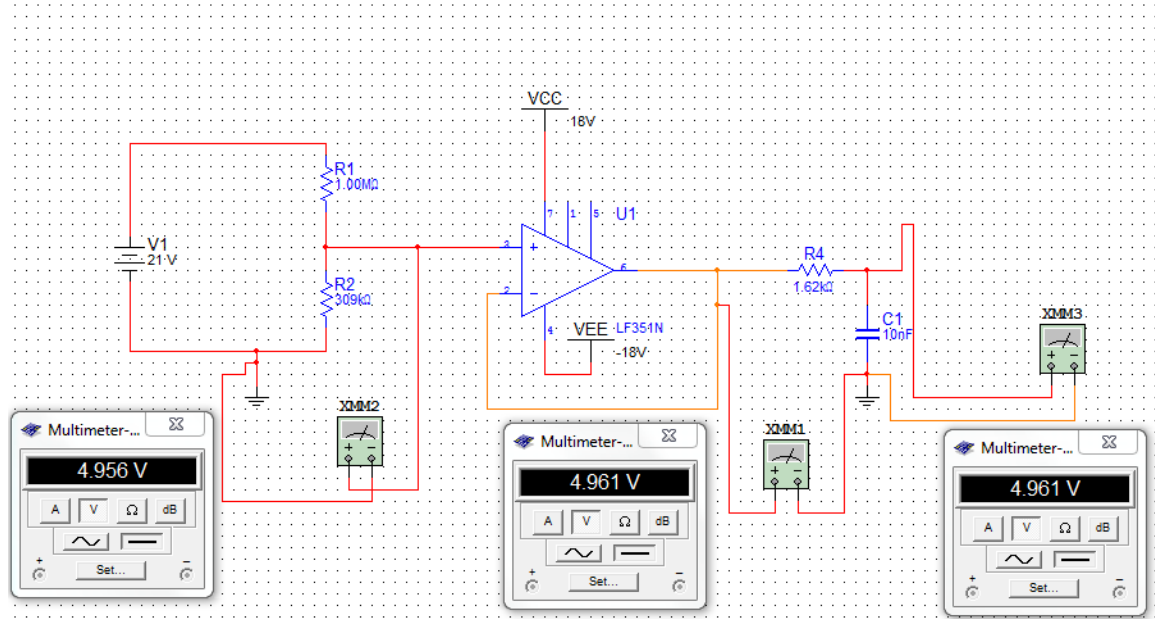 VCC
18V
R1
1.00MΩ
7
1
5
U1
V1
21 V
3
+
6
R4
1.62kΩ
R2
309kΩ
2
−
4
VEE
LF351N
-18V
C1
10nF
XMM3
+ −
XMM2
+ −
XMM1
+ −
Multimeter-...
4.956 V
A V Ω dB
+ Set... −
Multimeter-...
4.961 V
A V Ω dB
+ Set... −
Multimeter-...
4.961 V
A V Ω dB
+ Set... −